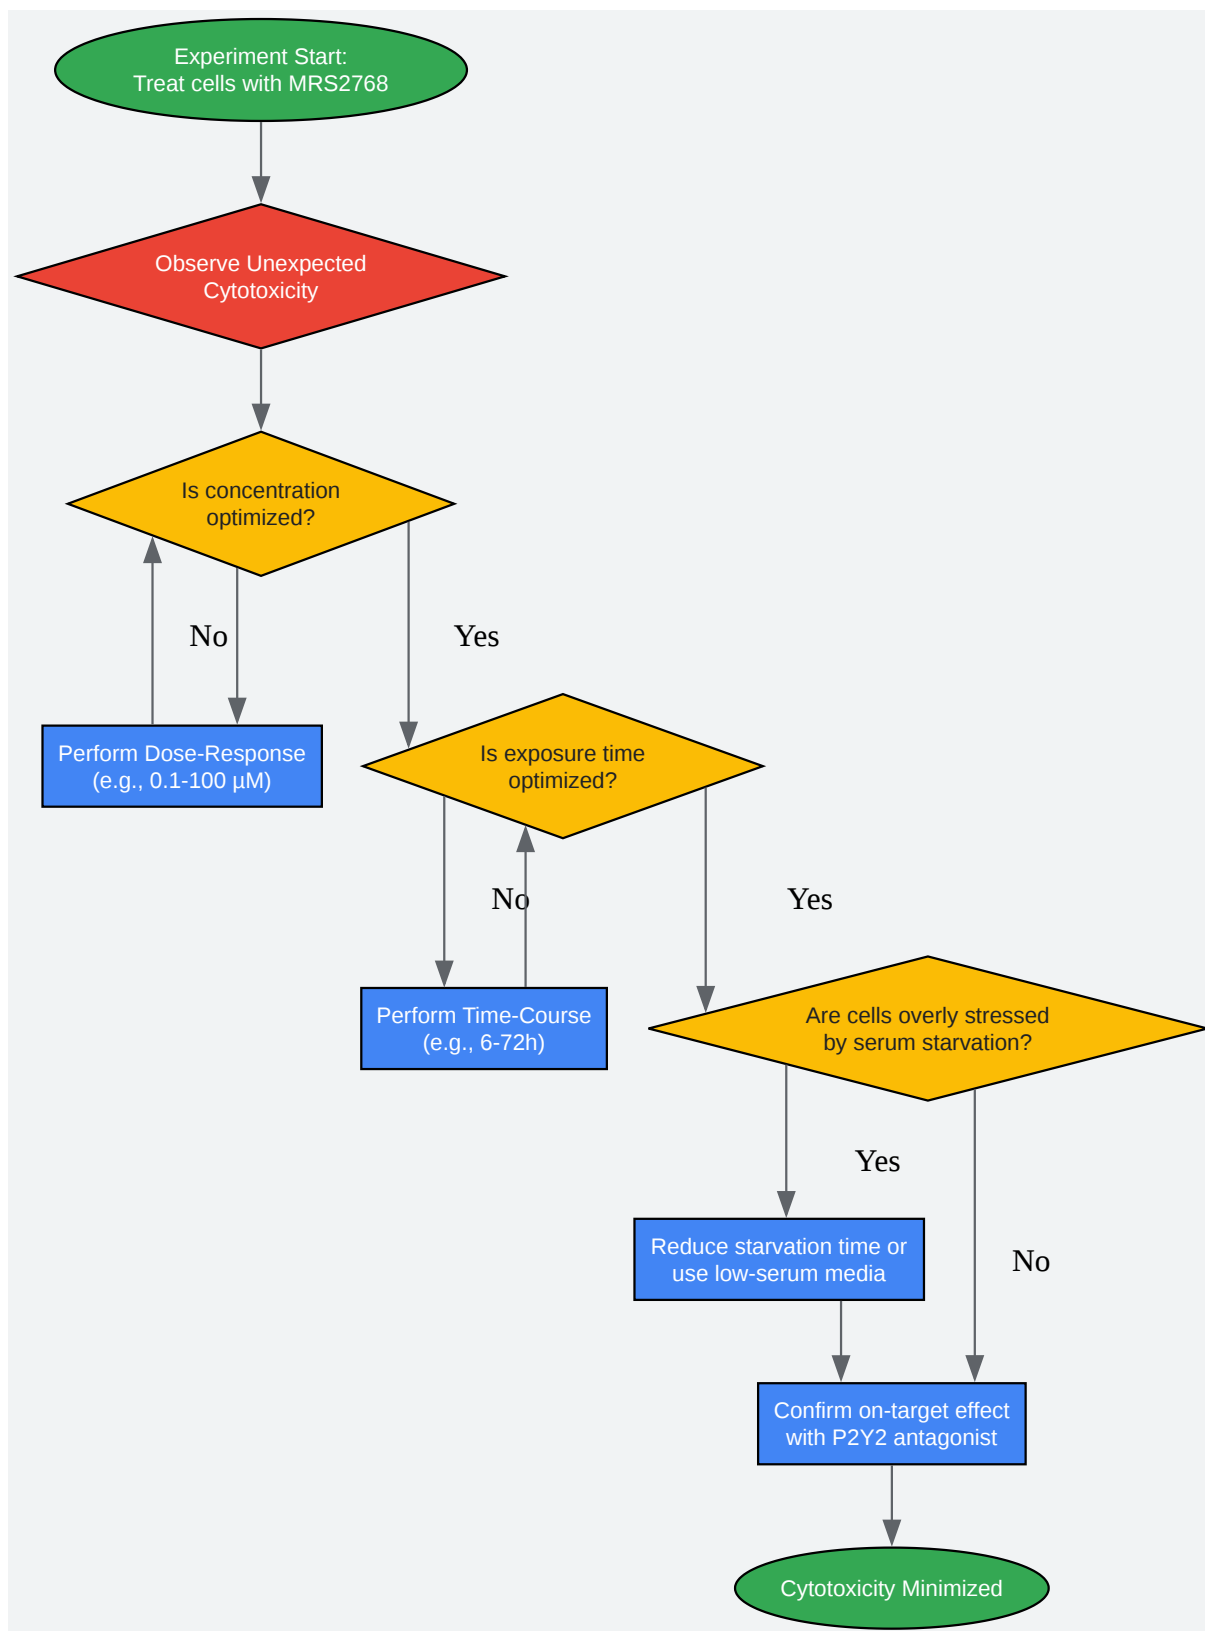 Experiment Start:
Treat cells with MRS2768
Observe Unexpected
Cytotoxicity
Is concentration
optimized?
No
Yes
Perform Dose-Response
(e.g., 0.1-100 µM)
Is exposure time
optimized?
No
Yes
Perform Time-Course
(e.g., 6-72h)
Are cells overly stressed
by serum starvation?
Yes
Reduce starvation time or
use low-serum media
No
Confirm on-target effect
with P2Y2 antagonist
Cytotoxicity Minimized